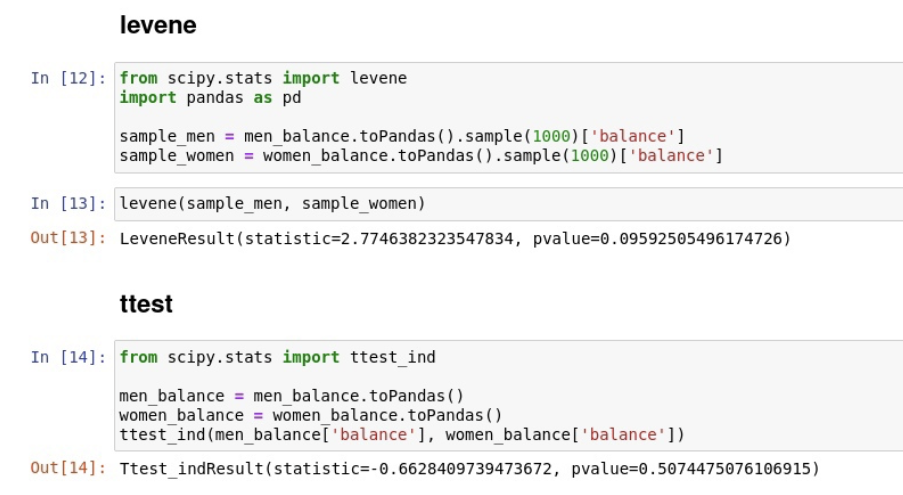 levene
In [12]: from scipy.stats import levene
import pandas as pd
sample_men = men_balance.toPandas().sample(1000)['balance']
sample_women = women_balance.toPandas().sample(1000)['balance']
In [13]: levene(sample_men, sample_women)
Out[13]: LeveneResult(statistic=2.7746382323547834, pvalue=0.09592505496174726)
ttest
In [14]: from scipy.stats import ttest_ind
men_balance = men_balance.toPandas()
women_balance = women_balance.toPandas()
ttest_ind(men_balance['balance'], women_balance['balance'])
Out[14]: Ttest_indResult(statistic=-0.6628409739473672, pvalue=0.5074475076106915)